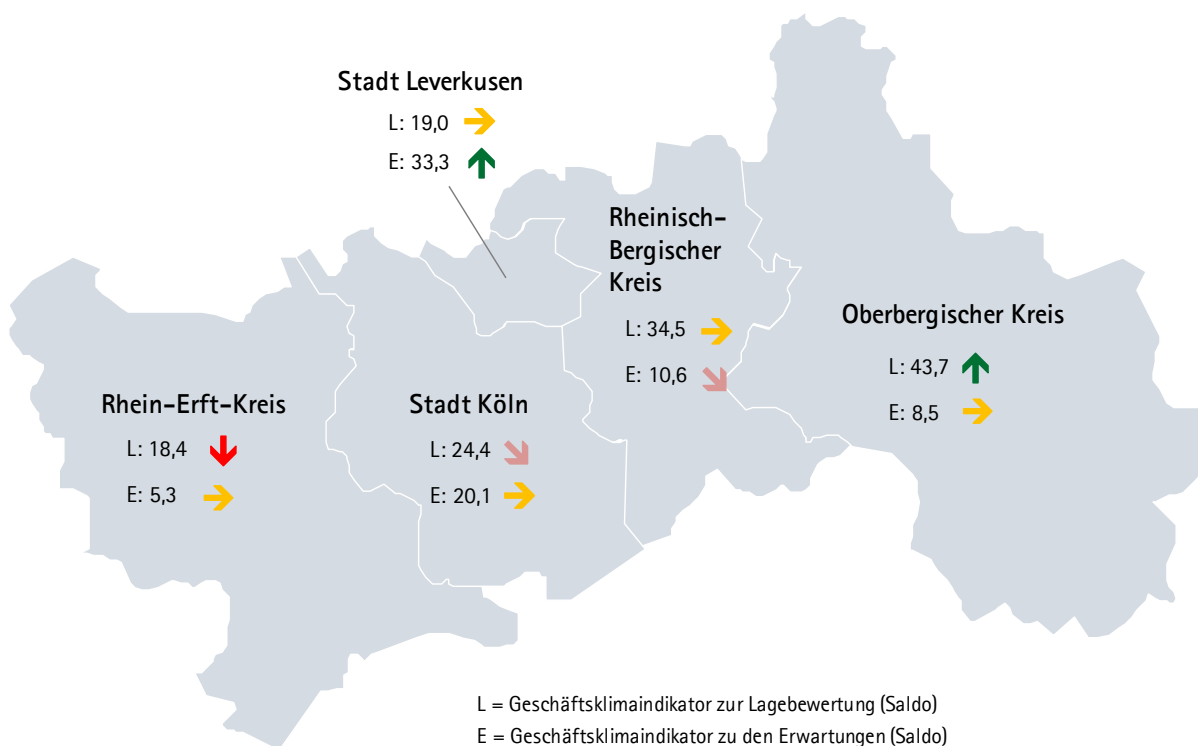 Stadt Leverkusen
L: 19,0
E: 33,3
Rheinisch-
Bergischer
Kreis
L: 34,5
E: 10,6
Oberbergischer Kreis
L: 43,7
E: 8,5
Rhein-Erft-Kreis
L: 18,4
E: 5,3
Stadt Köln
L: 24,4
E: 20,1
L = Geschäftsklimaindikator zur Lagebewertung (Saldo)
E = Geschäftsklimaindikator zu den Erwartungen (Saldo)